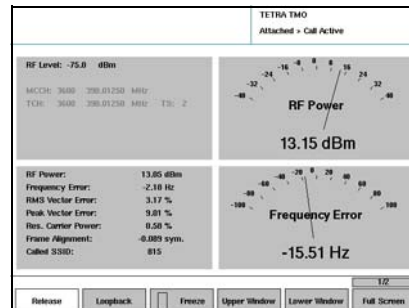 TETRA TMO
Attached > Call Active
RF Level: -75.0 dBm
MCCH: 3600 390.01250 MHz
TCH: 3600 390.01250 MHz TS: 2
-40 -32 -24 -16 -8 0 8 16 24 32 40
RF Power
13.15 dBm
RF Power: 13.05 dBm
Frequency Error: -2.18 Hz
RMS Vector Error: 3.17 %
Peak Vector Error: 9.01 %
Res. Carrier Power: 0.50 %
Frame Alignment: -0.089 sym.
Called SSID: 815
-100 -80 -60 -40 -20 0 20 40 60 80 100
Frequency Error
-15.51 Hz
1/2
Release Loopback Freeze Upper Window Lower Window Full Screen